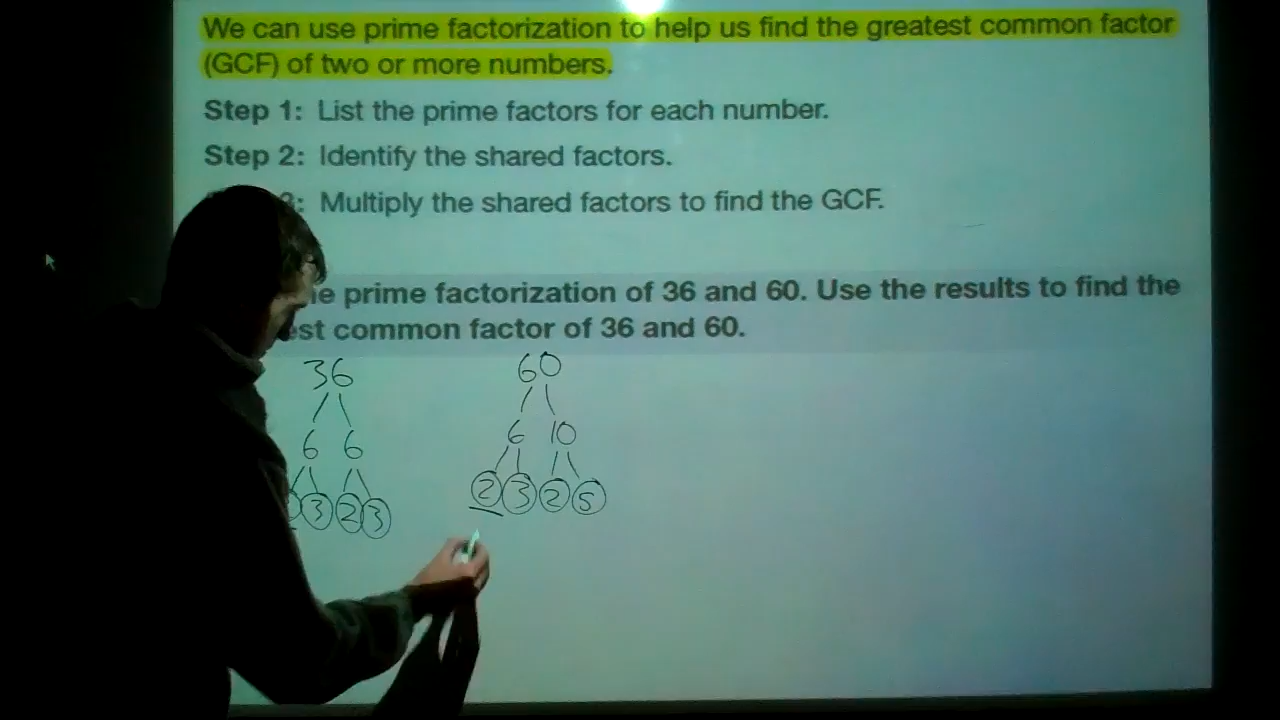 We can use prime factorization to help us find the greatest common factor
(GCF) of two or more numbers.
Step 1: List the prime factors for each number.
Step 2: Identify the shared factors.
3: Multiply the shared factors to find the GCF.
e prime factorization of 36 and 60. Use the results to find the
est common factor of 36 and 60.
36 60
6 6 6 10
3 2 3 2 3 2 5